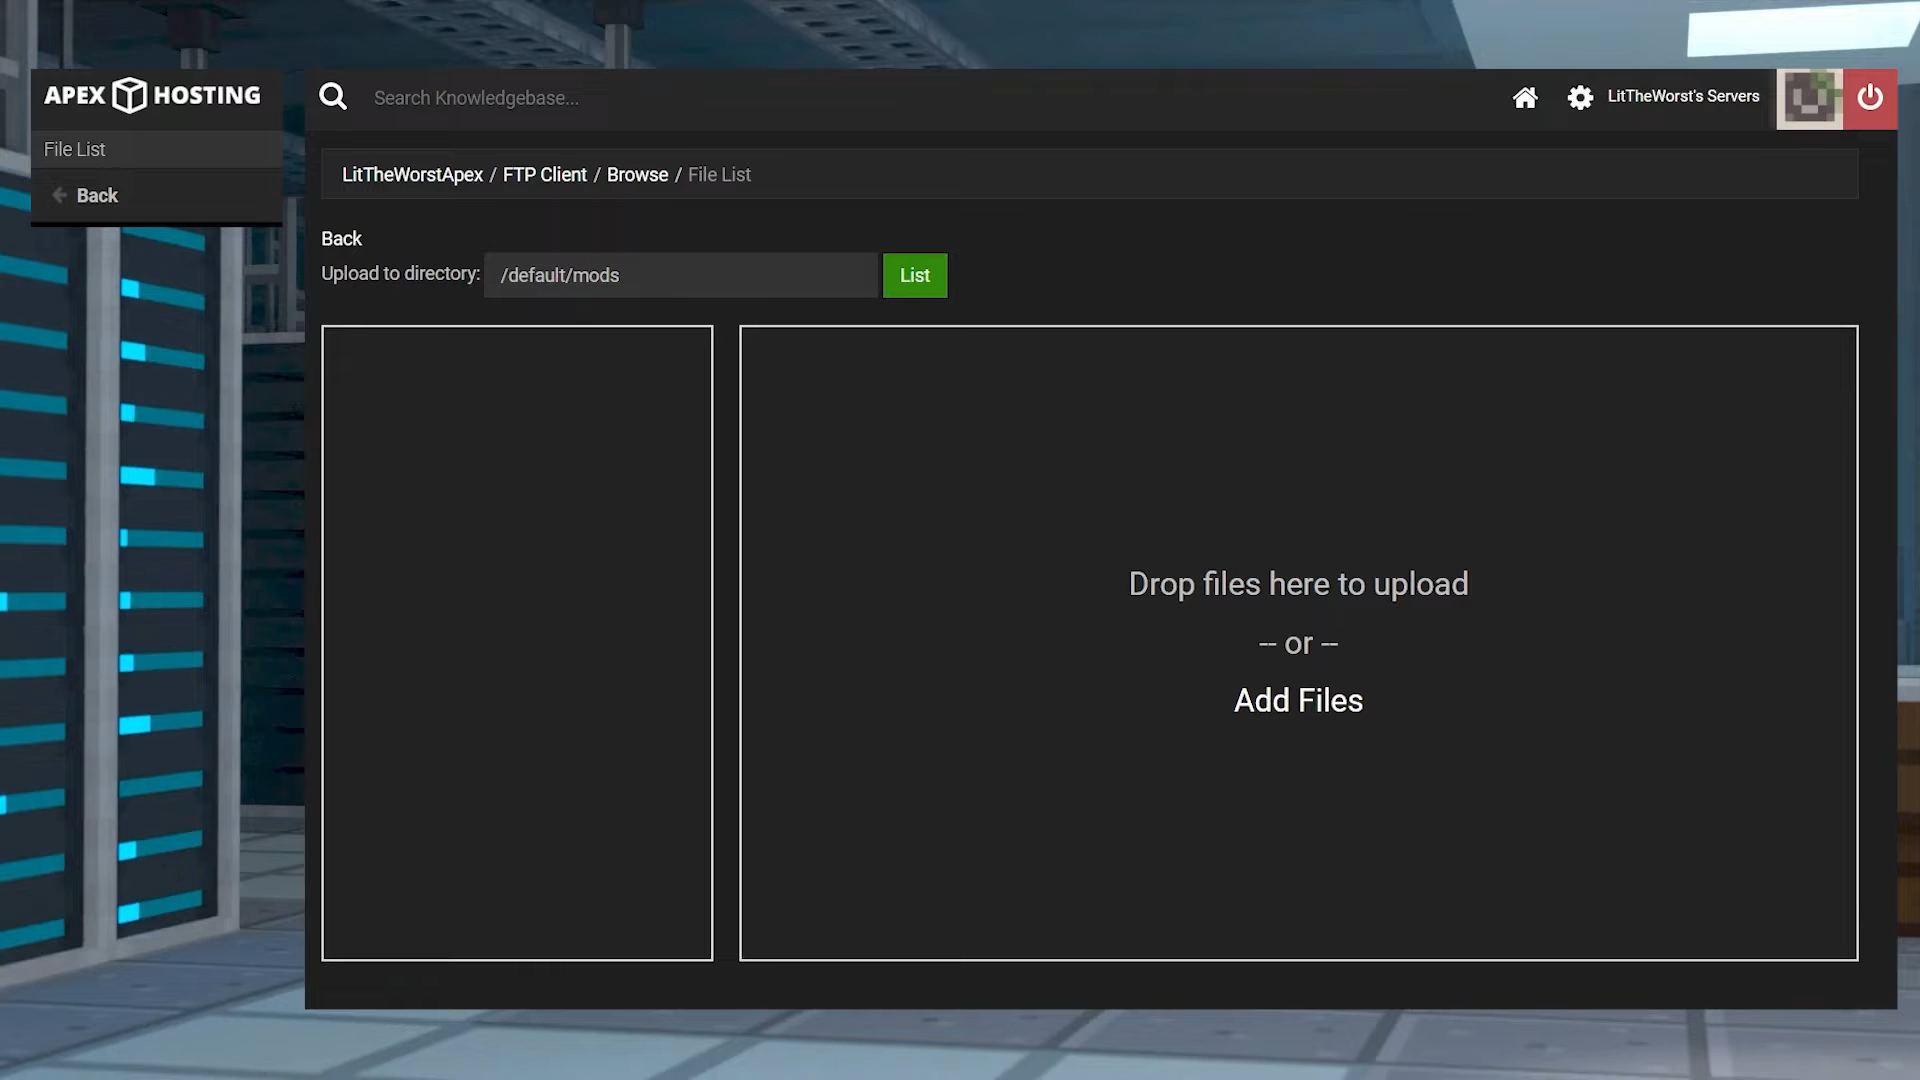 APEX HOSTING
Search Knowledgebase...
LitTheWorst's Servers
File List
Back
LitTheWorstApex / FTP Client / Browse / File List
Back
Upload to directory: /default/mods List
Drop files here to upload
-- or --
Add Files